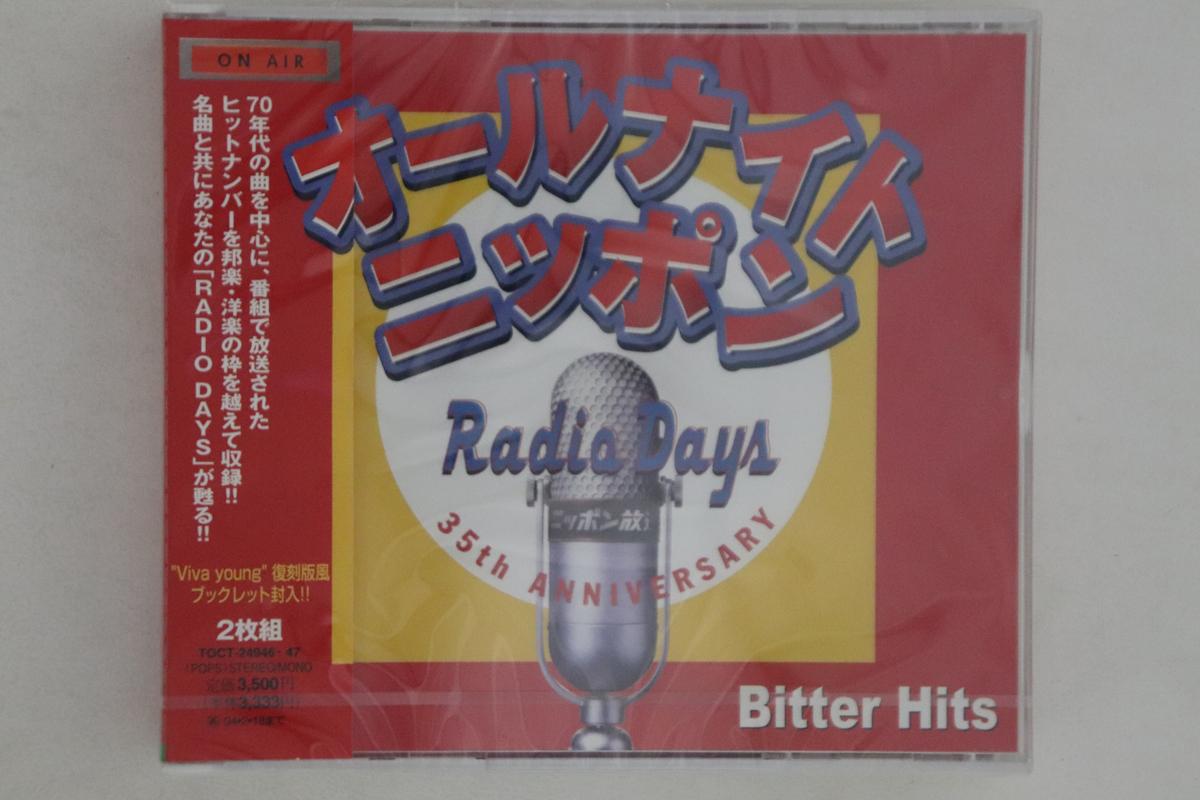 ON AIR
70年代の曲を中心に、番組で放送された
ヒットナンバーを邦楽・洋楽の枠を越えて収録!!
名曲と共にあなたの「RADIO DAYS」が甦る!!
"Viva young" 復刻版風
ブックレット封入!!
2枚組
TOCT-24946・47
(POPS) STEREO/MONO
定価3,500円
3,333円
オールナイト
ニッポン
Radio Days
ニッポン放
35th ANNIVERSARY
Bitter Hits